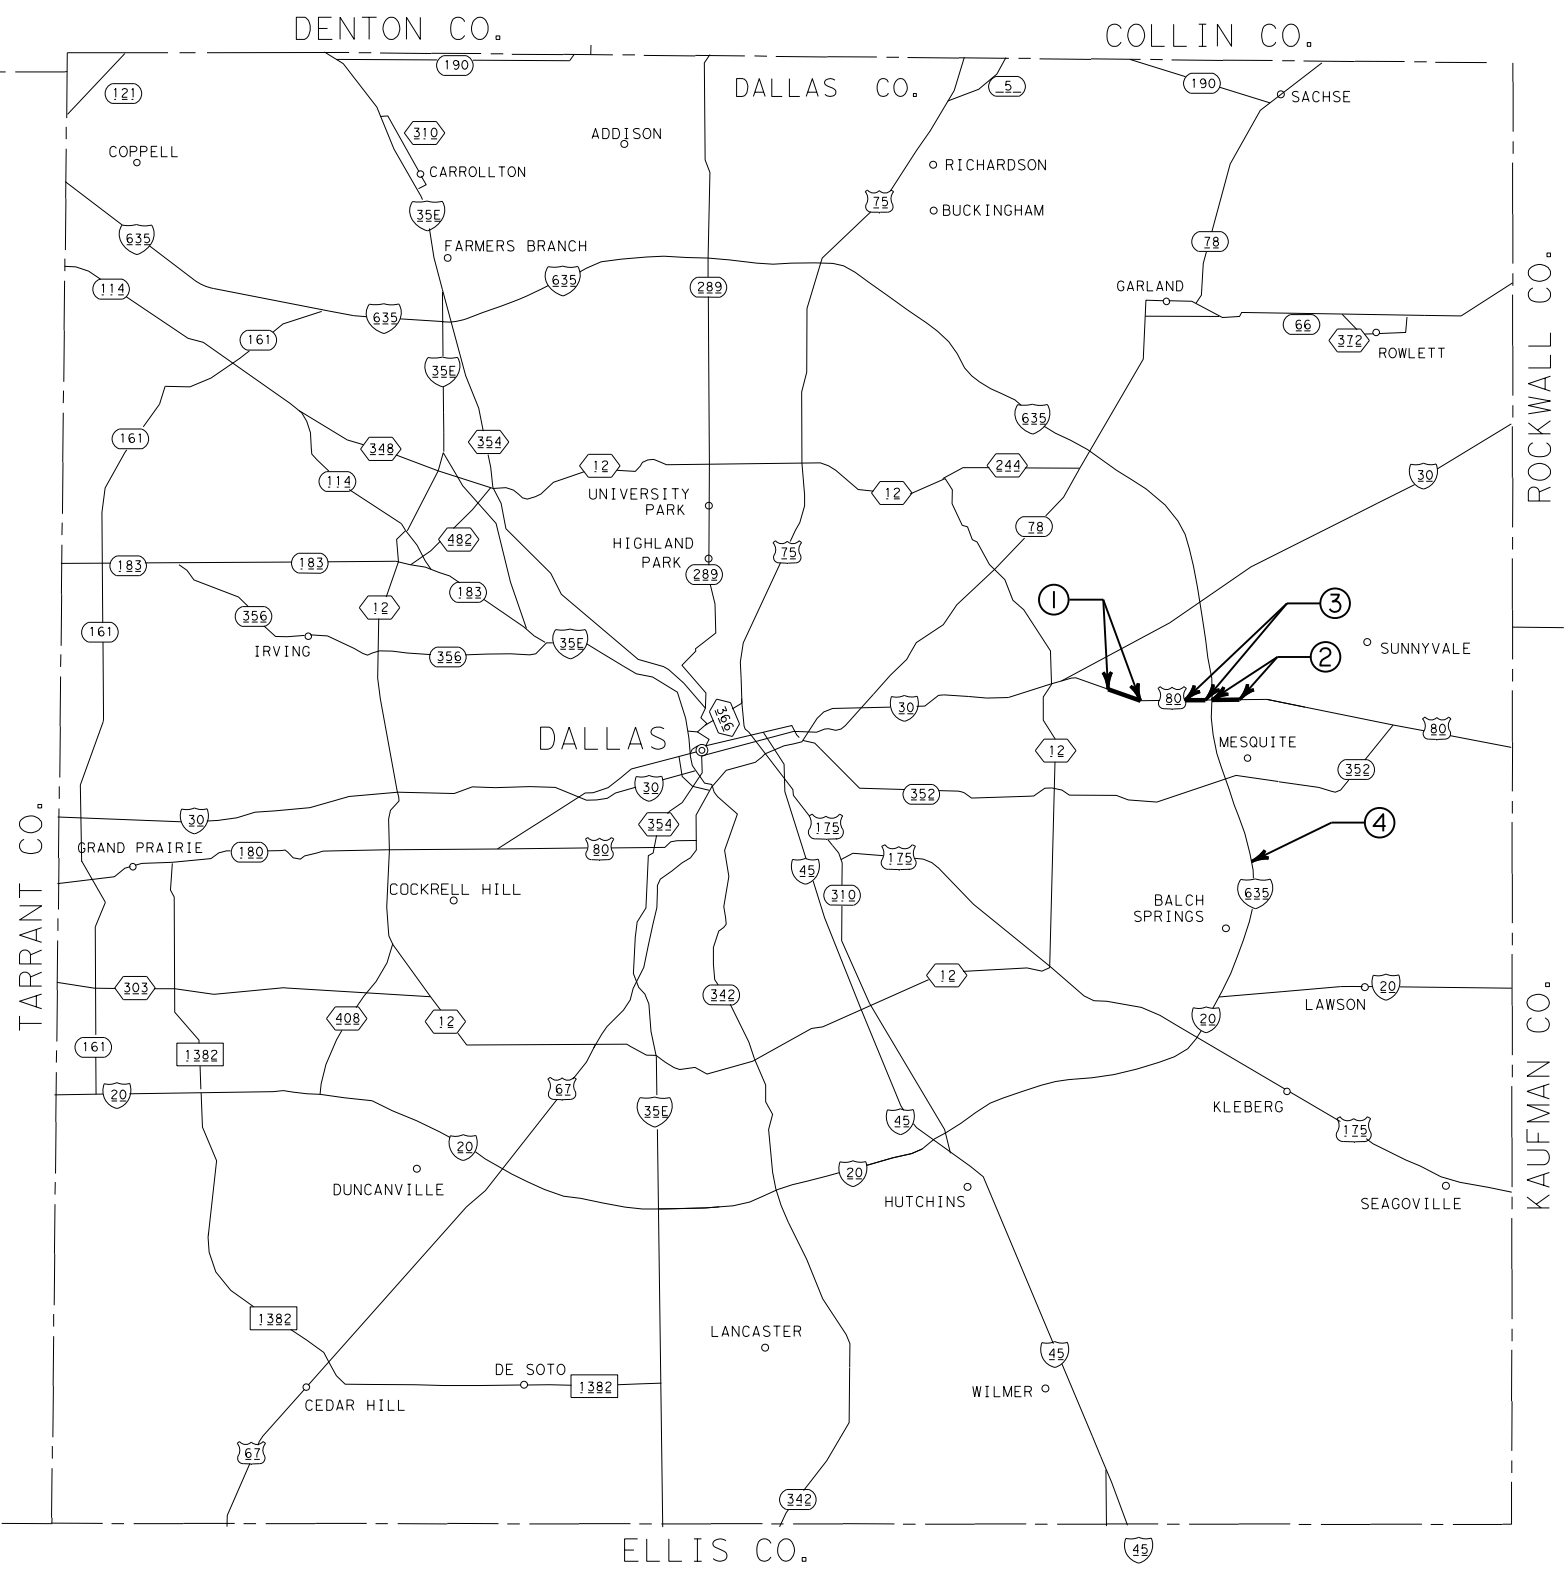 DENTON CO.
COLLIN CO.
190
121
DALLAS CO.
5
190
SACHSE
310
ADDISON
COPPELL
CARROLLTON
RICHARDSON
75
BUCKINGHAM
35E
635
FARMERS BRANCH
78
635
114
289
GARLAND
635
161
66
372
ROWLETT
ROCKWALL CO.
35E
635
161
354
348
12
244
30
114
12
UNIVERSITY
PARK
78
482
HIGHLAND
PARK
75
183
183
289
183
12
1
3
356
161
35E
IRVING
356
SUNNYVALE
2
80
30
366
DALLAS
80
MESQUITE
12
352
30
352
30
354
175
4
TARRANT CO.
GRAND PRAIRIE
180
80
175
45
COCKRELL HILL
310
635
BALCH
SPRINGS
12
303
342
20
LAWSON
408
12
20
161
1382
KAUFMAN CO.
20
67
35E
KLEBERG
45
175
20
20
DUNCANVILLE
HUTCHINS
SEAGOVILLE
1382
LANCASTER
45
DE SOTO
1382
WILMER
CEDAR HILL
67
342
ELLIS CO.
45